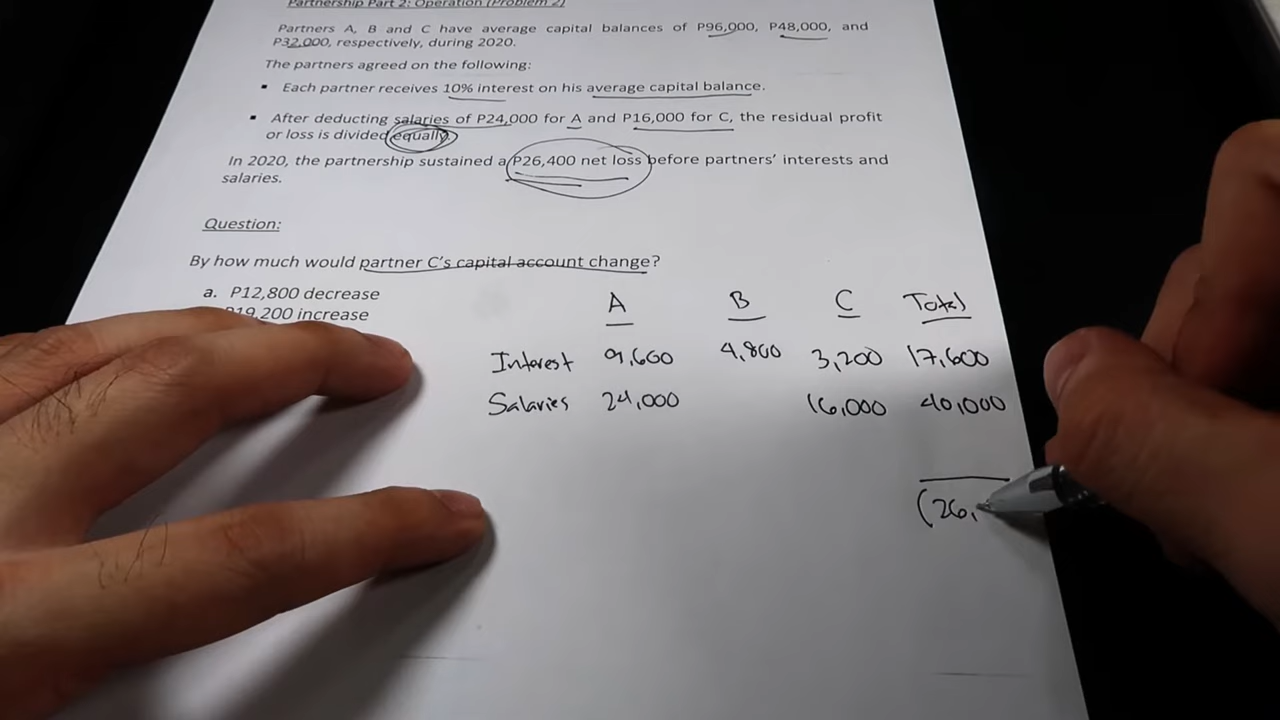 Partnership Part 2: Operation (Problem 2)
Partners A, B and C have average capital balances of P96,000, P48,000, and
P32,000, respectively, during 2020.
The partners agreed on the following:
▪ Each partner receives 10% interest on his average capital balance.
▪ After deducting salaries of P24,000 for A and P16,000 for C, the residual profit
or loss is divided equally.
In 2020, the partnership sustained a P26,400 net loss before partners' interests and
salaries.
Question:
By how much would partner C's capital account change?
a. P12,800 decrease
P19,200 increase
A B C Total
Interest 9,600 4,800 3,200 17,600
Salaries 24,000 16,000 40,000
(26,